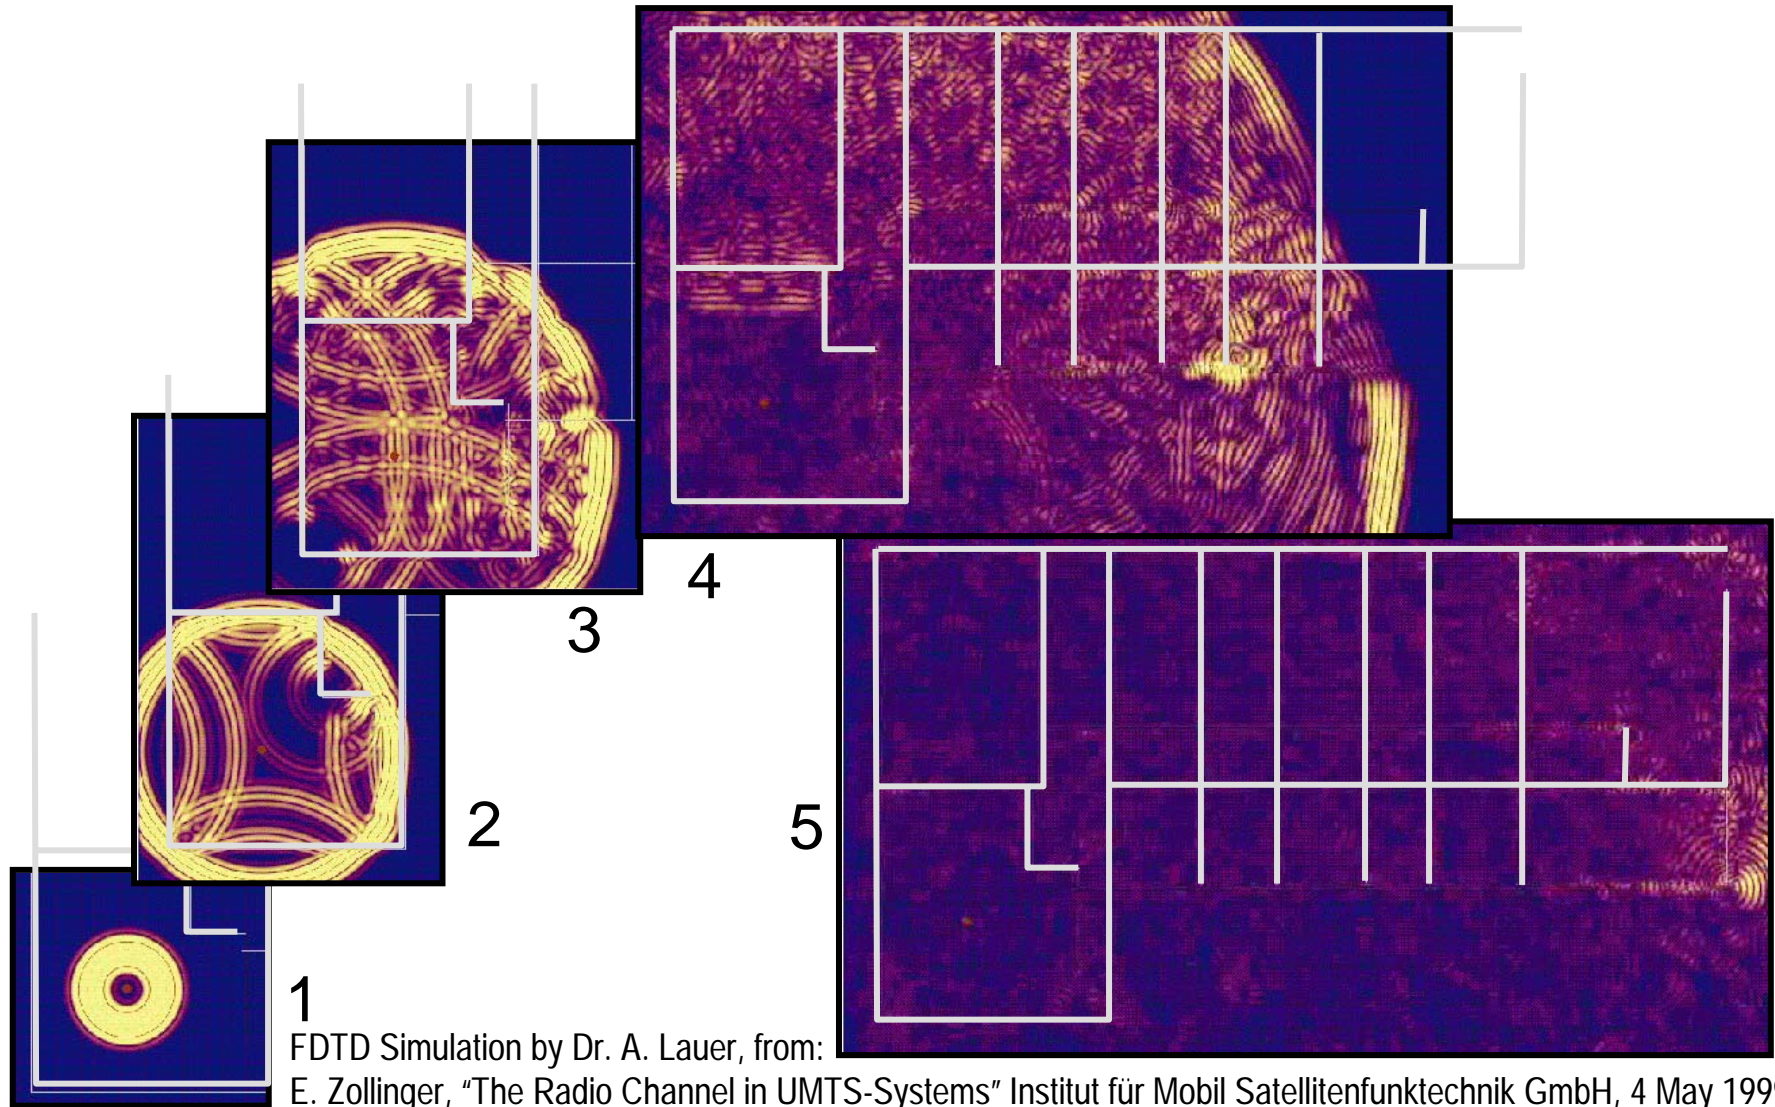 4
3
2
5
1
FDTD Simulation by Dr. A. Lauer, from:
E. Zollinger, "The Radio Channel in UMTS-Systems" Institut für Mobil Satellitenfunktechnik GmbH, 4 May 199